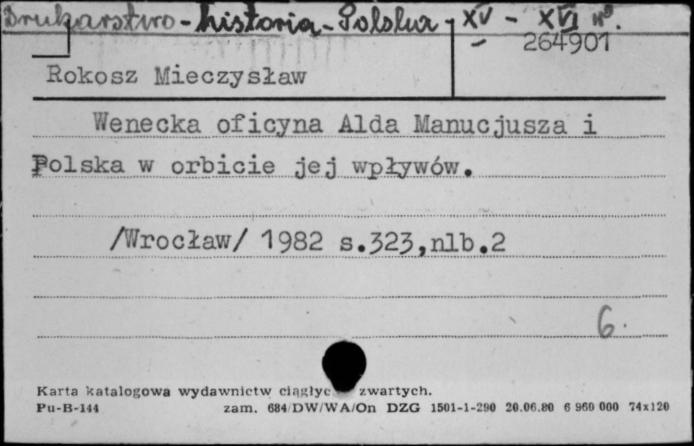 Drukarstwo - historia - Polska - XV - XVI w.
264901
Rokosz Mieczysław
Wenecka oficyna Alda Manucjusza i
Polska w orbicie jej wpływów.
/Wrocław/ 1982 s.323,nlb.2
6.
Karta katalogowa wydawnictw ciągłyc zwartych.
Pu-B-144 zam. 684/DW/WA/On DZG 1501-1-290 20.06.80 6 960 000 74x120